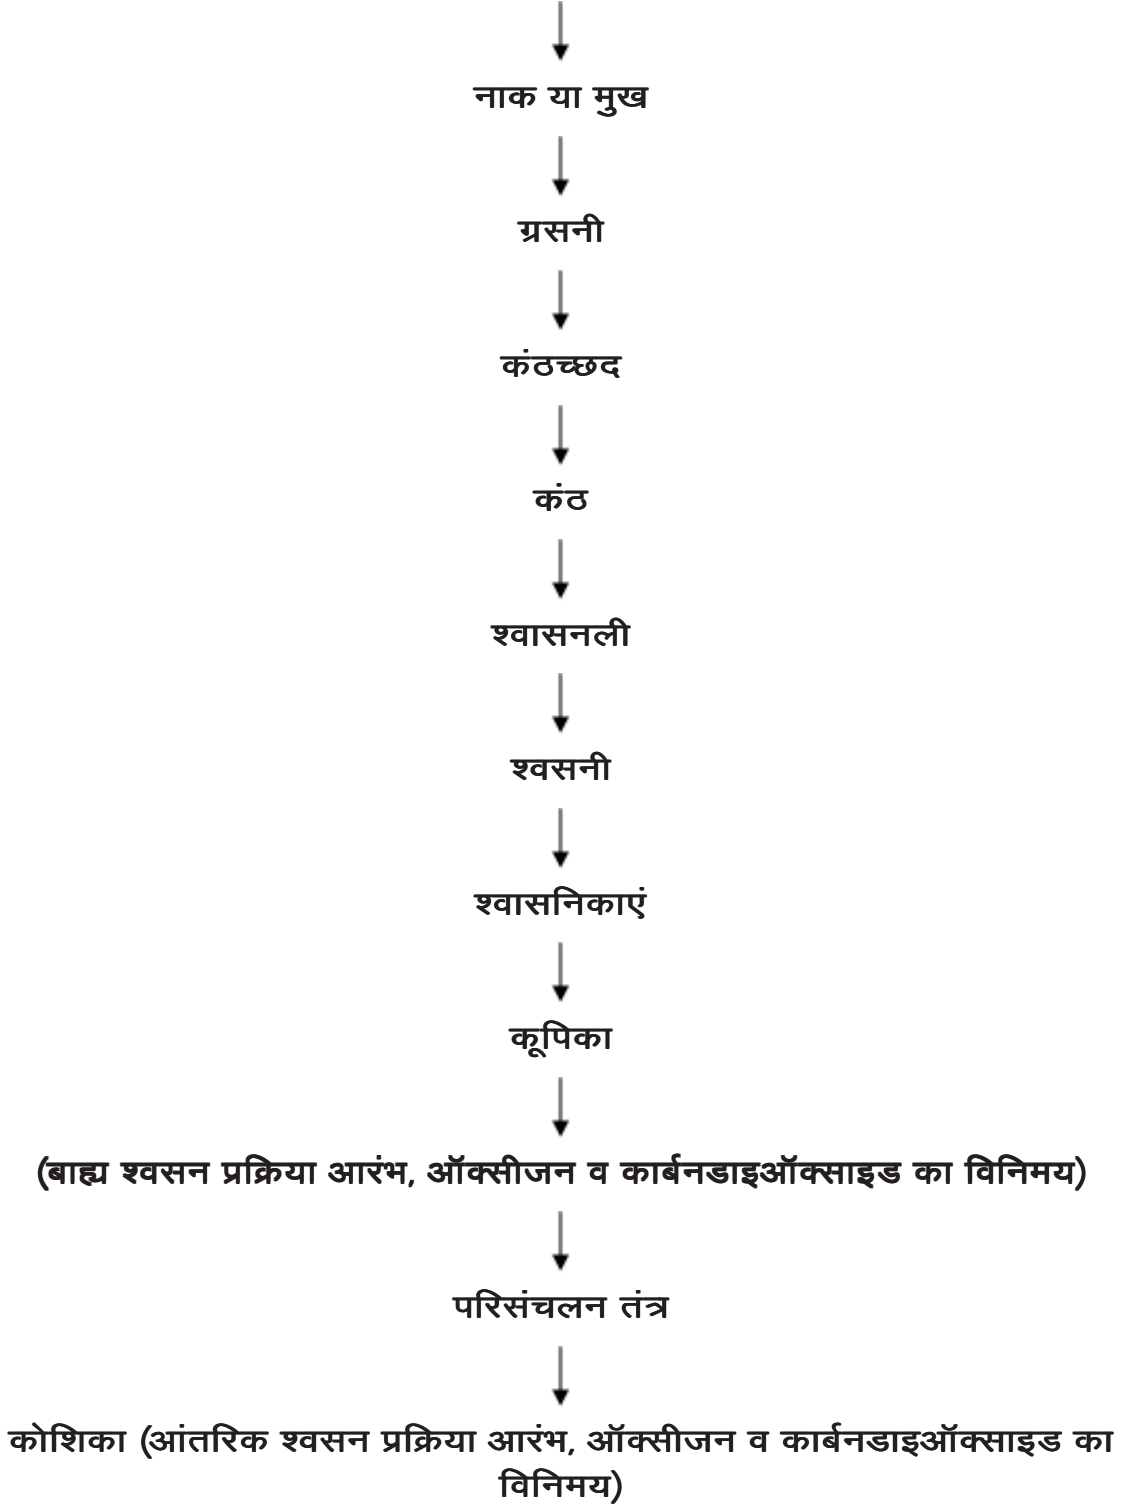 नाक या मुख
ग्रसनी
कंठच्छद
कंठ
श्वासनली
श्वसनी
श्वासनिकाएं
कूपिका
(बाह्य श्वसन प्रक्रिया आरंभ, ऑक्सीजन व कार्बनडाइऑक्साइड का विनिमय)
परिसंचलन तंत्र
कोशिका (आंतरिक श्वसन प्रक्रिया आरंभ, ऑक्सीजन व कार्बनडाइऑक्साइड का
विनिमय)